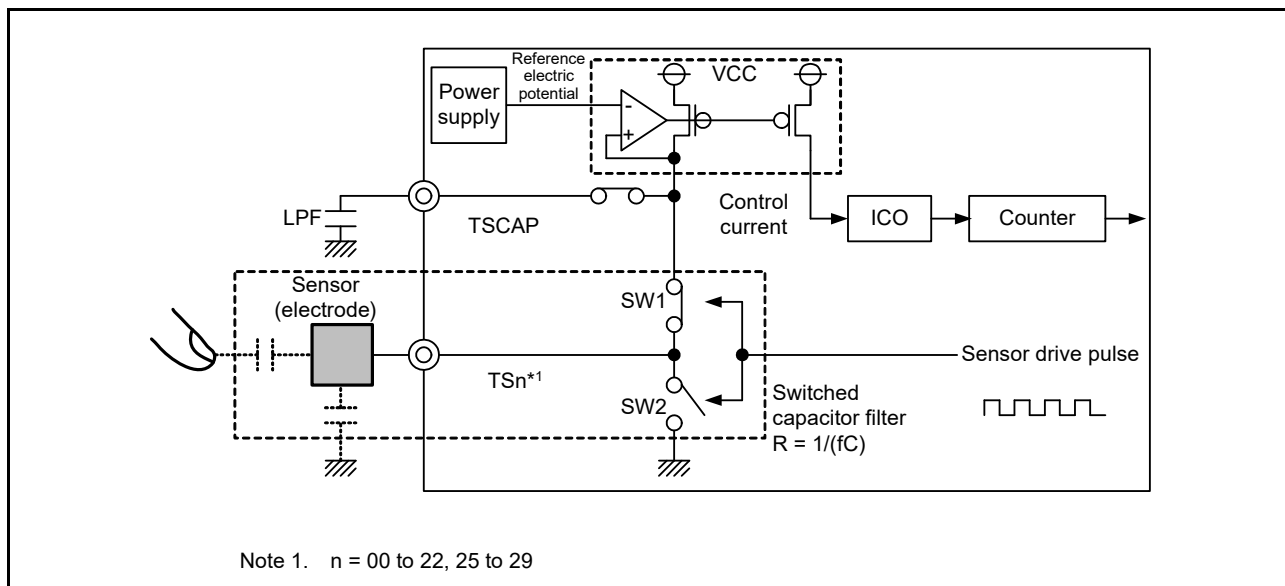 Reference
electric
potential
VCC
Power
supply
-
+
LPF
TSCAP
Control
current
ICO
Counter
Sensor
(electrode)
SW1
Sensor drive pulse
TSn*1
SW2
Switched
capacitor filter
R = 1/(fC)
Note 1. n = 00 to 22, 25 to 29